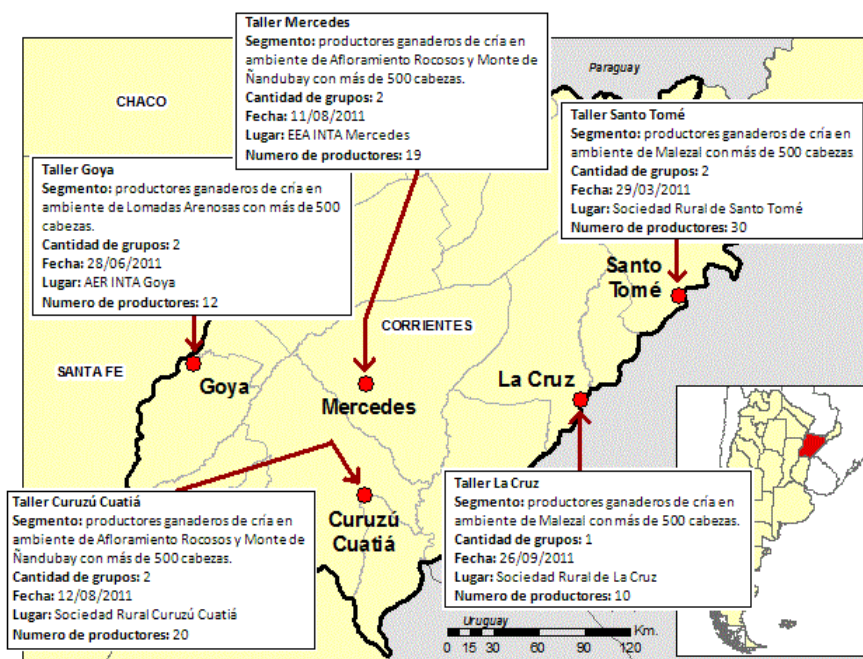 Taller Mercedes
Segmento: productores ganaderos de cría en
ambiente de Afloramiento Rocosos y Monte de
Ñandubay con más de 500 cabezas.
Cantidad de grupos: 2
Fecha: 11/08/2011
Lugar: EEA INTA Mercedes
Numero de productores: 19
Paraguay
CHACO
Taller Santo Tomé
Segmento: productores ganaderos de cría en
ambiente de Malezal con más de 500 cabezas
Cantidad de grupos: 2
Fecha: 29/03/2011
Lugar: Sociedad Rural de Santo Tomé
Numero de productores: 30
Taller Goya
Segmento: productores ganaderos de cría en
ambiente de Lomadas Arenosas con más de 500
cabezas.
Cantidad de grupos: 2
Fecha: 28/06/2011
Lugar: AER INTA Goya
Numero de productores: 12
Santo
Tomé
CORRIENTES
SANTA FE
Goya
Mercedes
La Cruz
Taller Curuzú Cuatiá
Segmento: productores ganaderos de cría en
ambiente de Afloramiento Rocosos y Monte de
Ñandubay con más de 500 cabezas.
Cantidad de grupos: 2
Fecha: 12/08/2011
Lugar: Sociedad Rural Curuzú Cuatiá
Numero de productores: 20
Curuzú
Cuatiá
Taller La Cruz
Segmento: productores ganaderos de cría en
ambiente de Malezal con más de 500 cabezas.
Cantidad de grupos: 1
Fecha: 26/09/2011
Lugar: Sociedad Rural de La Cruz
Numero de productores: 10
Uruguay
Km.
0 15 30 60 90 120